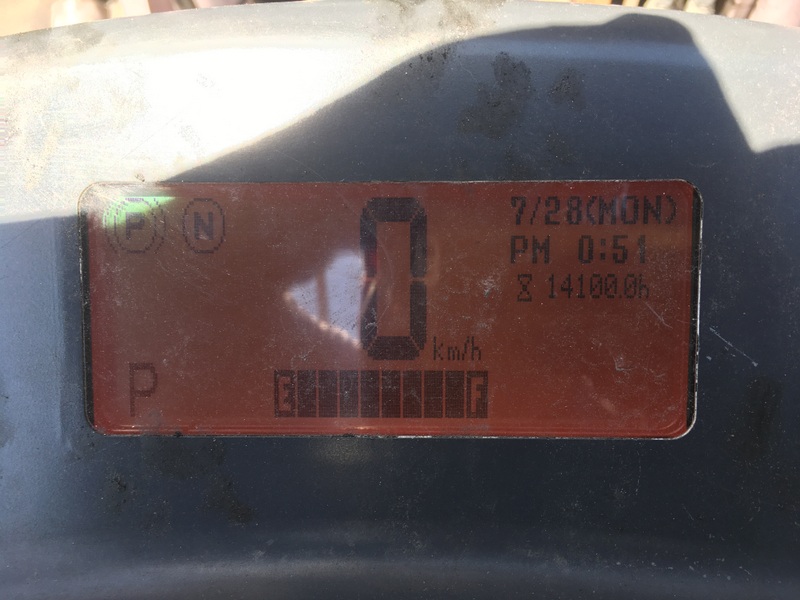 P N
0 km/h
7/28(MON)
PM 0:51
14100.0h
P
E F